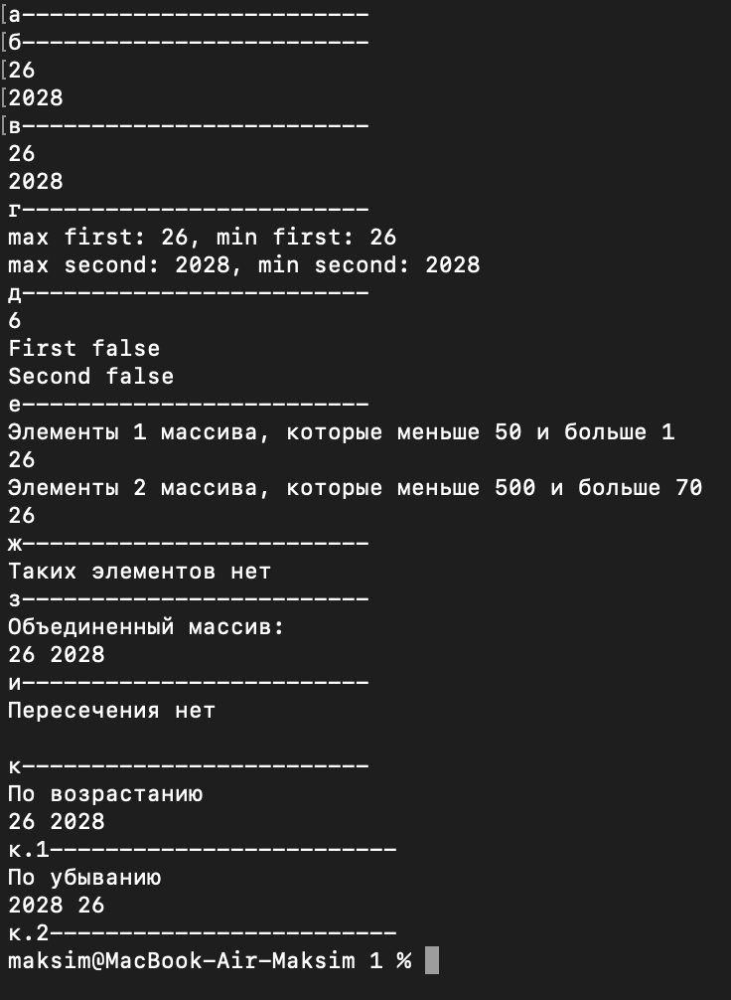 [а-------------------------
[б-------------------------
[26
[2028
[в-------------------------
26
2028
г-------------------------
max first: 26, min first: 26
max second: 2028, min second: 2028
д-------------------------
6
First false
Second false
е-------------------------
Элементы 1 массива, которые меньше 50 и больше 1
26
Элементы 2 массива, которые меньше 500 и больше 70
26
ж-------------------------
Таких элементов нет
з-------------------------
Объединенный массив:
26 2028
и-------------------------
Пересечения нет
к-------------------------
По возрастанию
26 2028
к.1-------------------------
По убыванию
2028 26
к.2-------------------------
maksim@MacBook-Air-Maksim 1 %